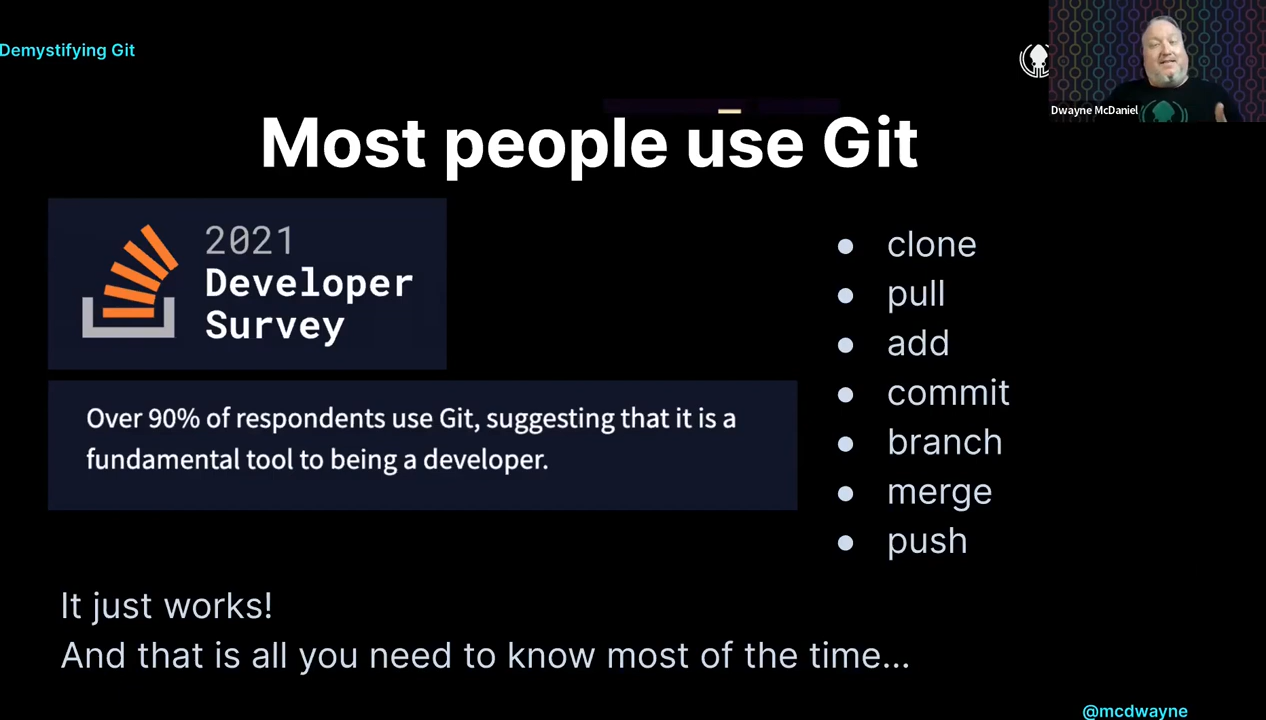 Demystifying Git
Dwayne McDaniel
Most people use Git
2021
Developer
Survey
Over 90% of respondents use Git, suggesting that it is a
fundamental tool to being a developer.
● clone
● pull
● add
● commit
● branch
● merge
● push
It just works!
And that is all you need to know most of the time...
@mcdwayne